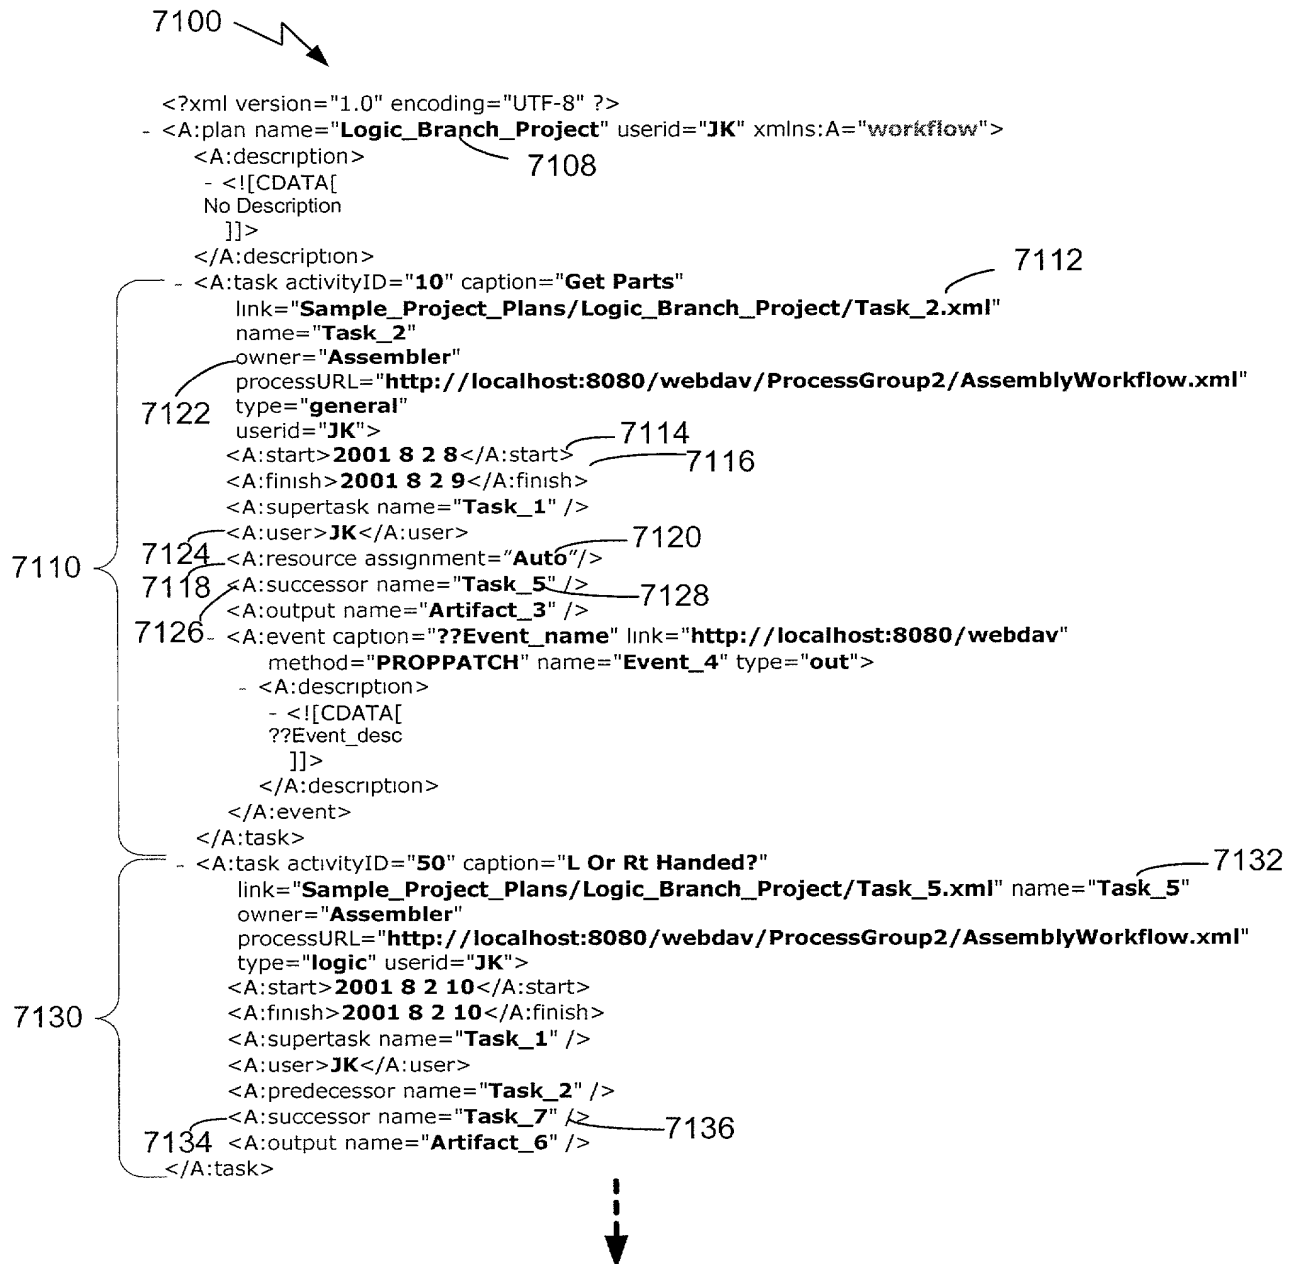 7100
<?xml version="1.0" encoding="UTF-8" ?>
- <A:plan name="Logic_Branch_Project" userid="JK" xmlns:A="workflow">
<A:description>
7108
- <![CDATA[
No Description
]]>
</A:description>
7112
- <A:task activityID="10" caption="Get Parts"
link="Sample_Project_Plans/Logic_Branch_Project/Task_2.xml"
name="Task_2"
owner="Assembler"
processURL="http://localhost:8080/webdav/ProcessGroup2/AssemblyWorkflow.xml"
7122
type="general"
userid="JK">
7114
<A:start>2001 8 2 8</A:start>
7116
<A:finish>2001 8 2 9</A:finish>
<A:supertask name="Task_1" />
<A:user>JK</A:user>
7120
7124
<A:resource assignment="Auto"/>
7110
7118
<A:successor name="Task_5" />
7128
<A:output name="Artifact_3" />
7126
- <A:event caption="??Event_name" link="http://localhost:8080/webdav"
method="PROPPATCH" name="Event_4" type="out">
- <A:description>
- <![CDATA[
??Event_desc
]]>
</A:description>
</A:event>
</A:task>
- <A:task activityID="50" caption="L Or Rt Handed?"
7132
link="Sample_Project_Plans/Logic_Branch_Project/Task_5.xml" name="Task_5"
owner="Assembler"
processURL="http://localhost:8080/webdav/ProcessGroup2/AssemblyWorkflow.xml"
type="logic" userid="JK">
<A:start>2001 8 2 10</A:start>
7130
<A:finish>2001 8 2 10</A:finish>
<A:supertask name="Task_1" />
<A:user>JK</A:user>
<A:predecessor name="Task_2" />
<A:successor name="Task_7" />
7136
7134
<A:output name="Artifact_6" />
</A:task>